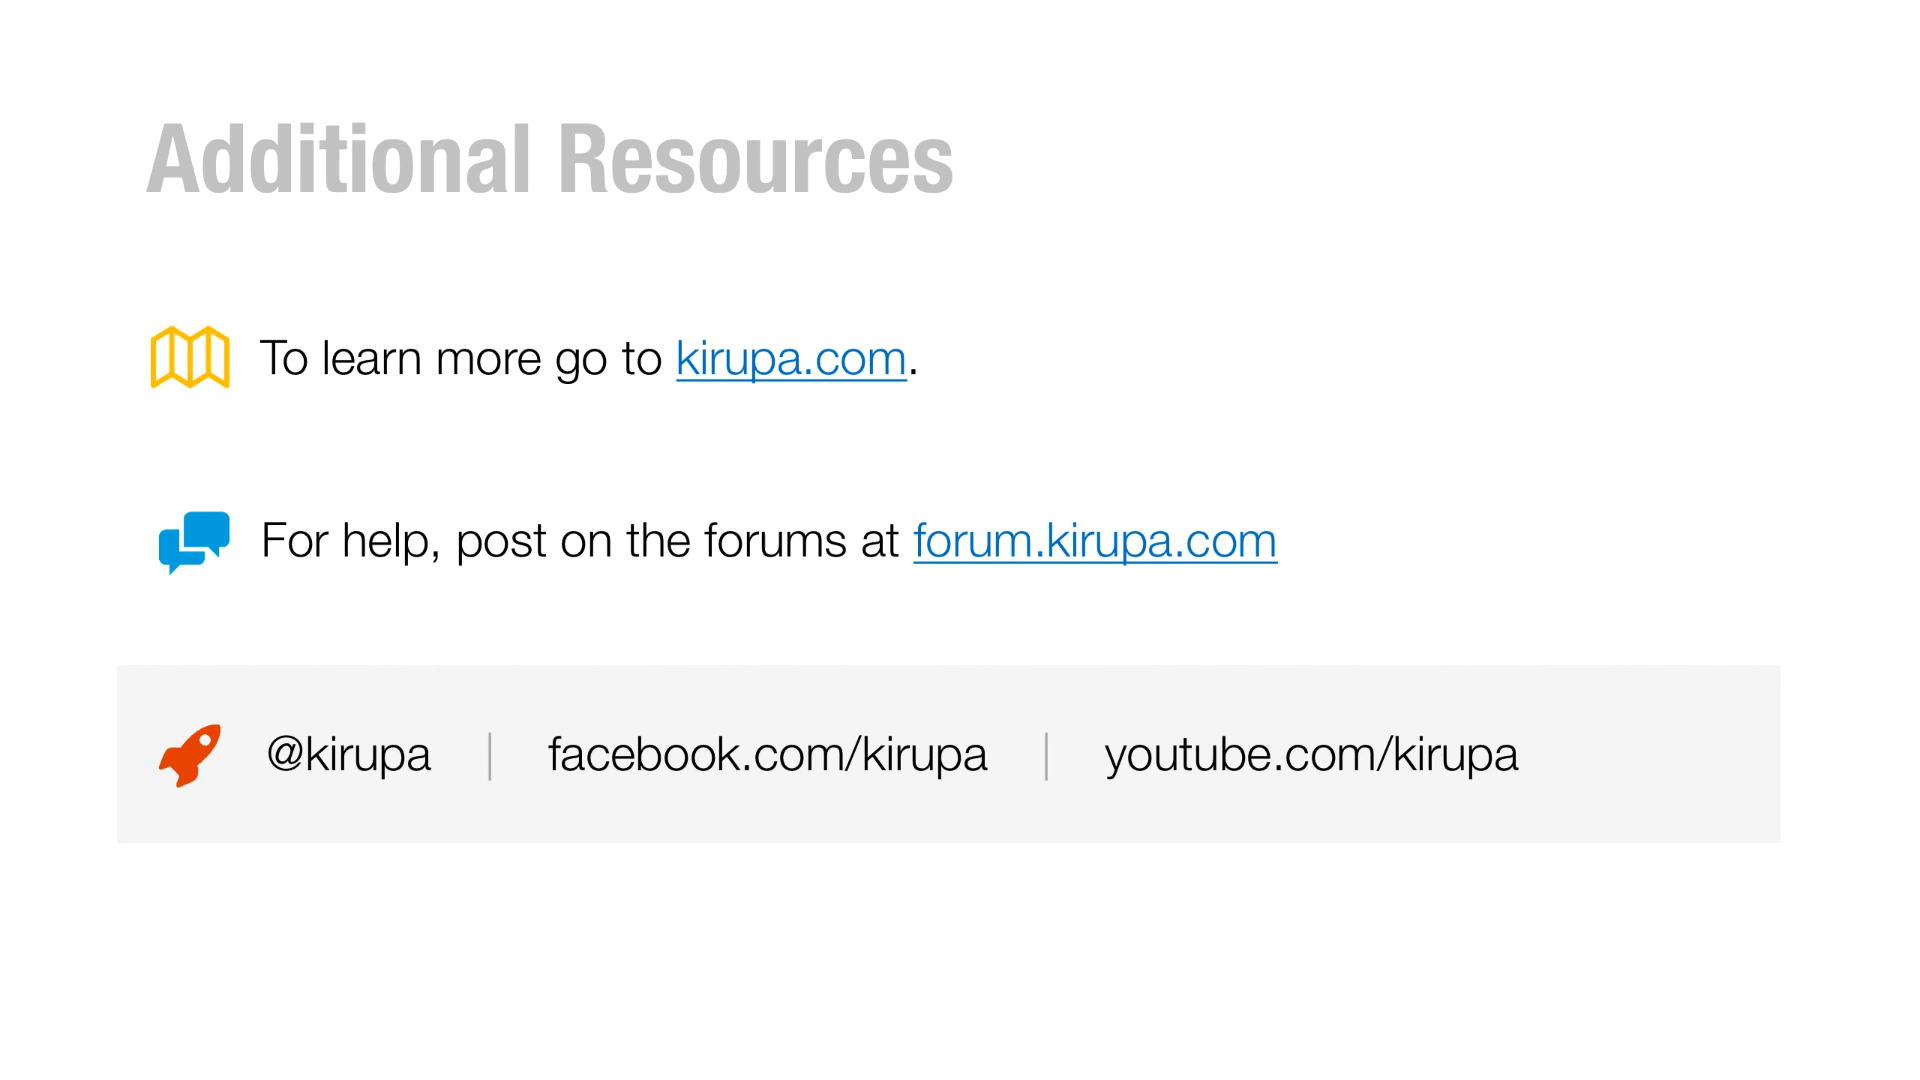 Additional Resources
To learn more go to kirupa.com.
For help, post on the forums at forum.kirupa.com
@kirupa | facebook.com/kirupa | youtube.com/kirupa